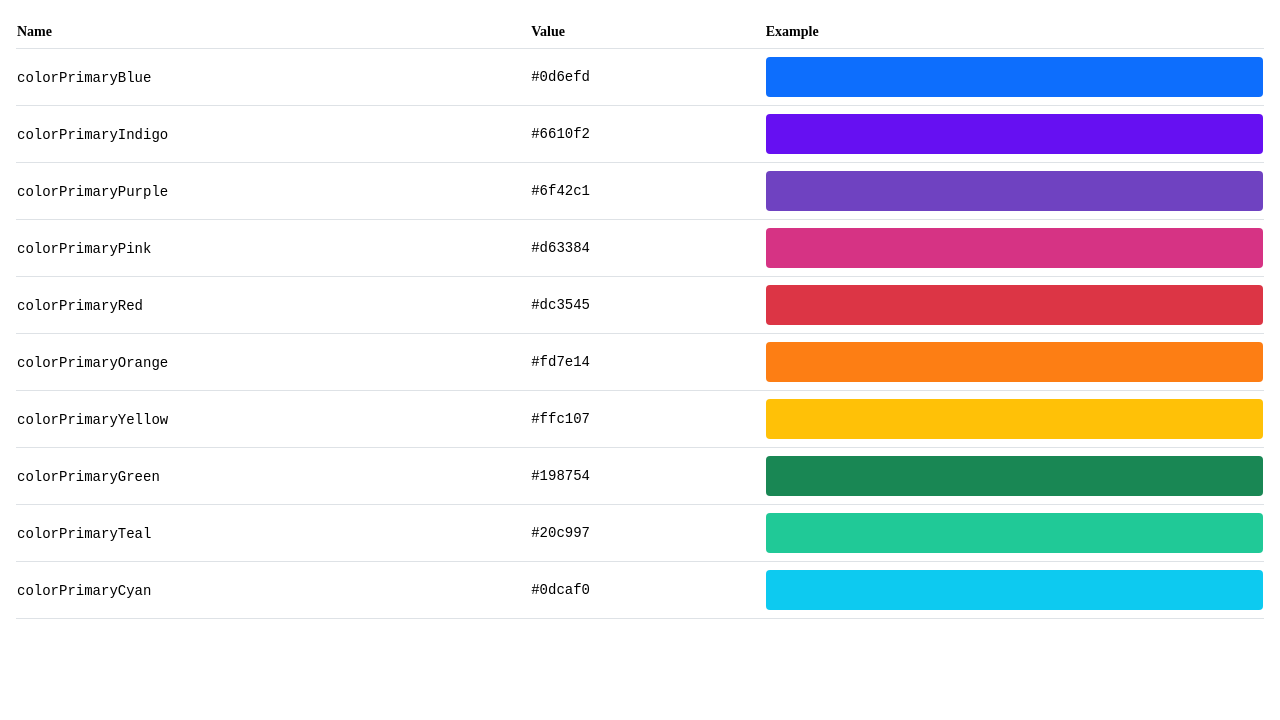 Name Value Example
colorPrimaryBlue #0d6efd
colorPrimaryIndigo #6610f2
colorPrimaryPurple #6f42c1
colorPrimaryPink #d63384
colorPrimaryRed #dc3545
colorPrimaryOrange #fd7e14
colorPrimaryYellow #ffc107
colorPrimaryGreen #198754
colorPrimaryTeal #20c997
colorPrimaryCyan #0dcaf0